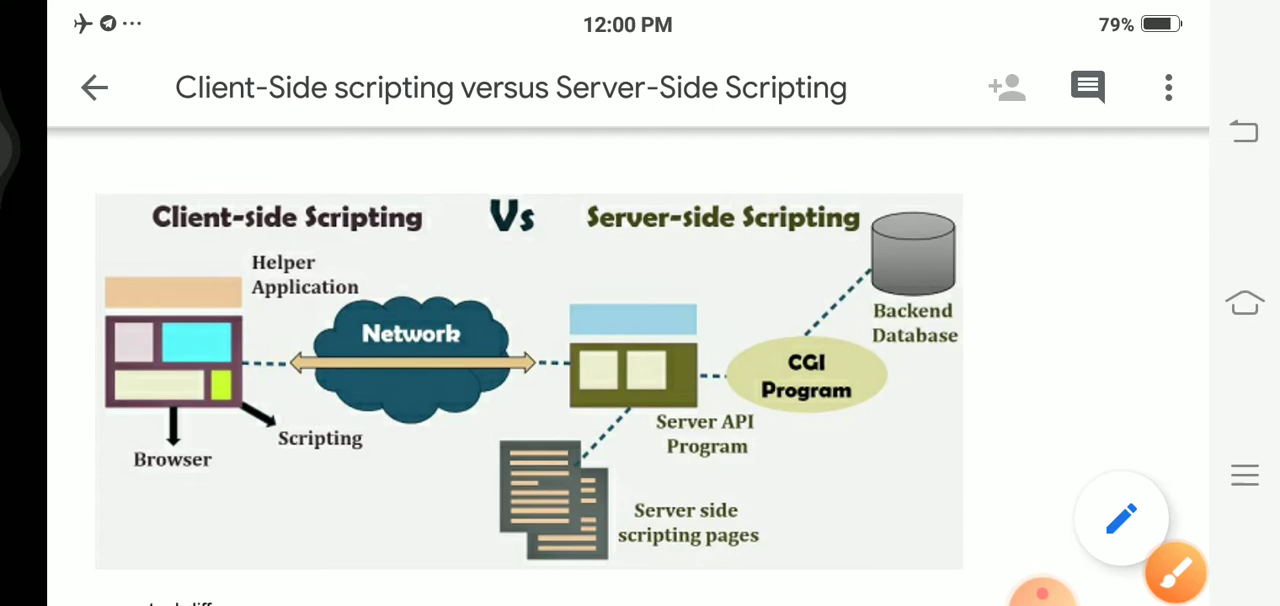 12:00 PM
79%
Client-Side scripting versus Server-Side Scripting
Client-side Scripting Vs Server-side Scripting
Helper
Application
Network
Backend
Database
CGI
Program
Server API
Program
Scripting
Browser
Server side
scripting pages